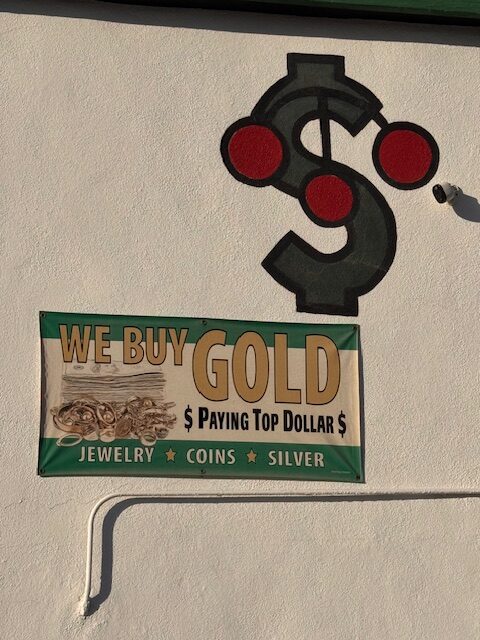 $
WE BUY GOLD
$ PAYING TOP DOLLAR $
JEWELRY ★ COINS ★ SILVER